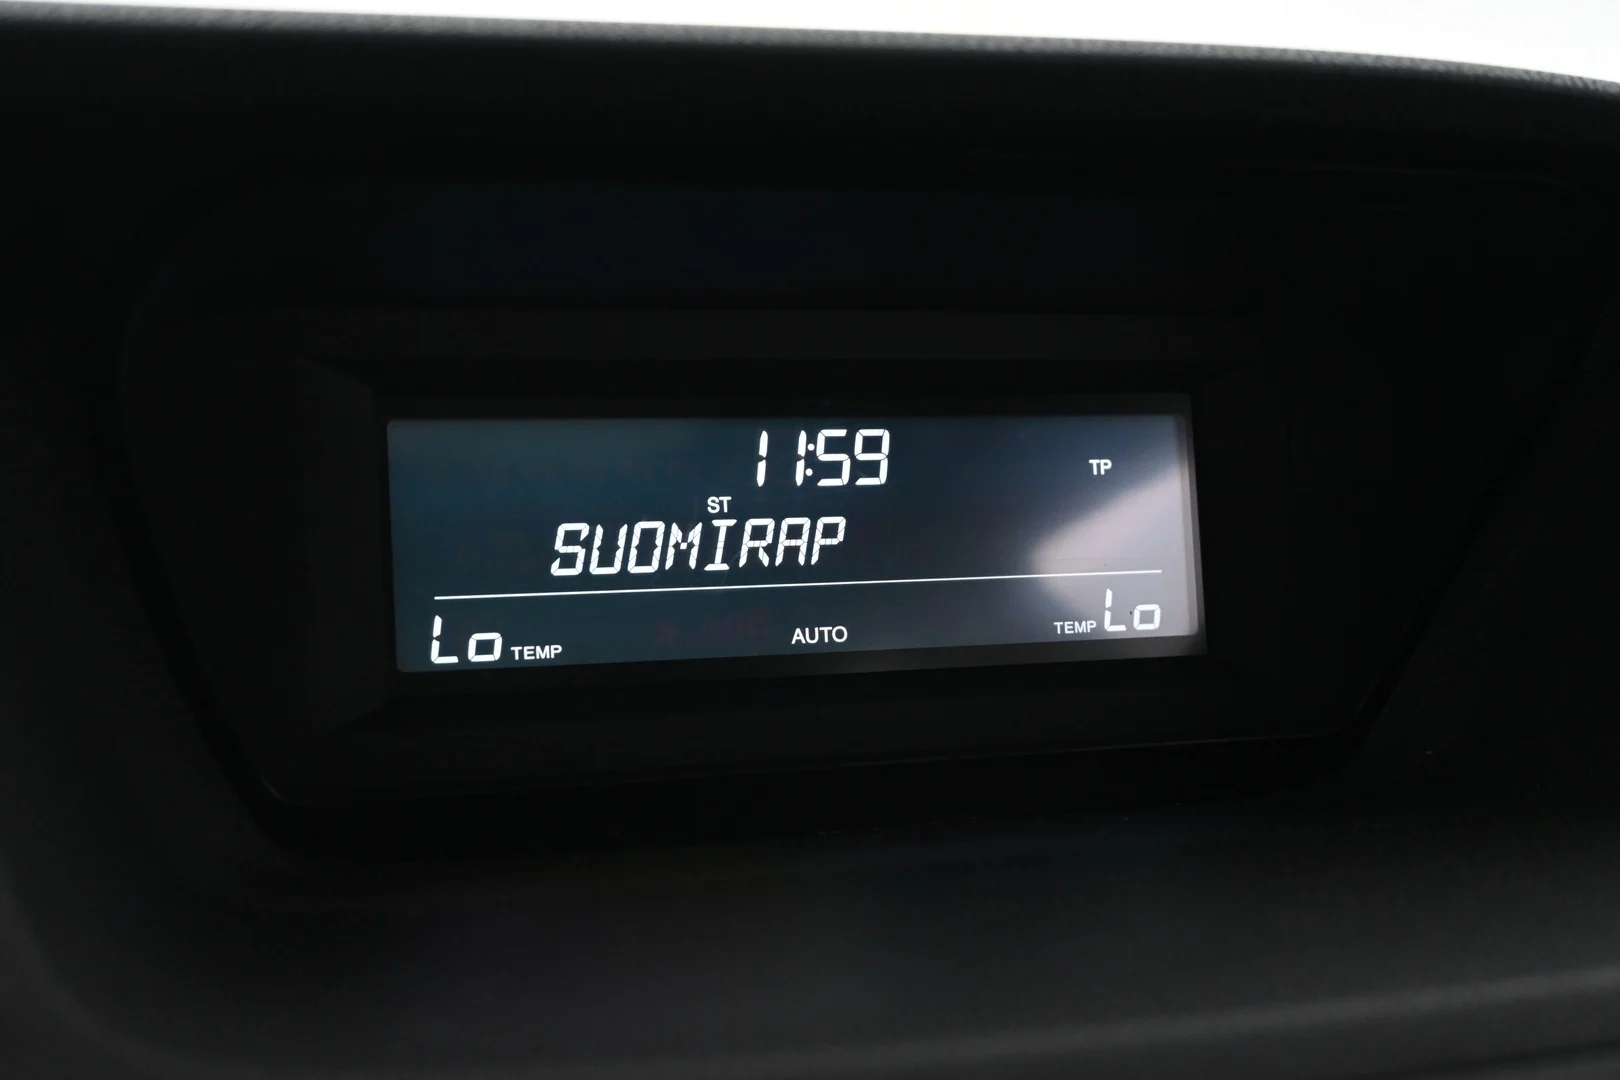 11:59 TP
ST
SUOMIRAP
Lo TEMP AUTO TEMP Lo